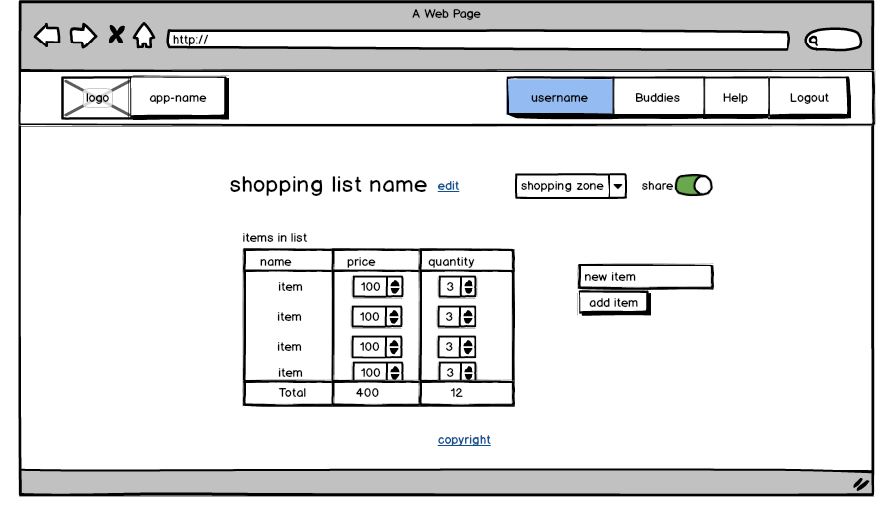 A Web Page
http://
logo app-name username Buddies Help Logout
shopping list name edit shopping zone share
items in list
name price quantity
item 100 3
new item
item 100 3
add item
item 100 3
item 100 3
Total 400 12
copyright